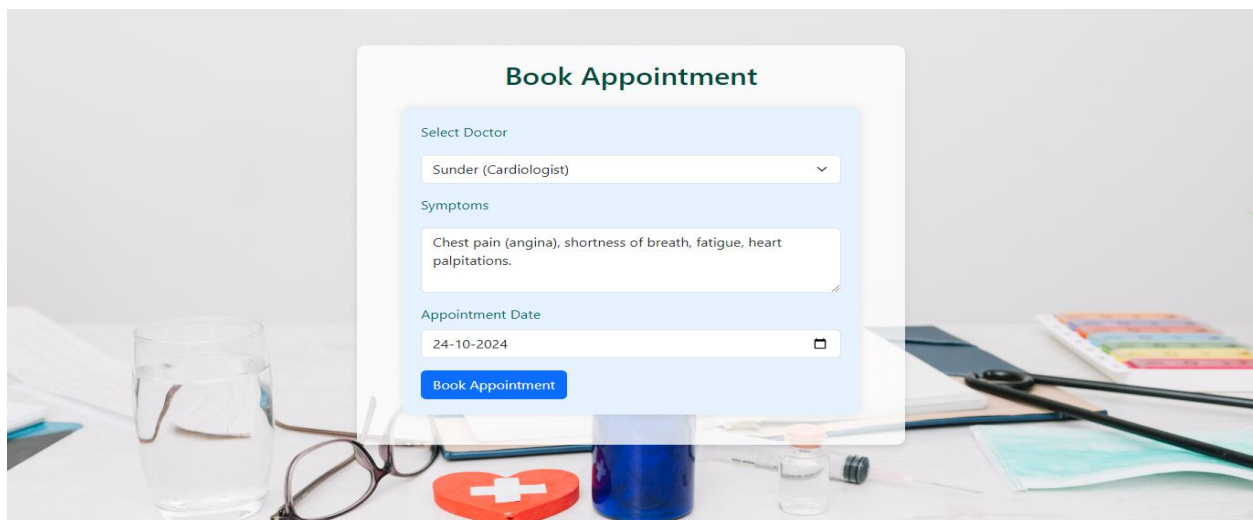 Book Appointment
Select Doctor
Sunder (Cardiologist)
Symptoms
Chest pain (angina), shortness of breath, fatigue, heart
palpitations.
Appointment Date
24-10-2024
Book Appointment